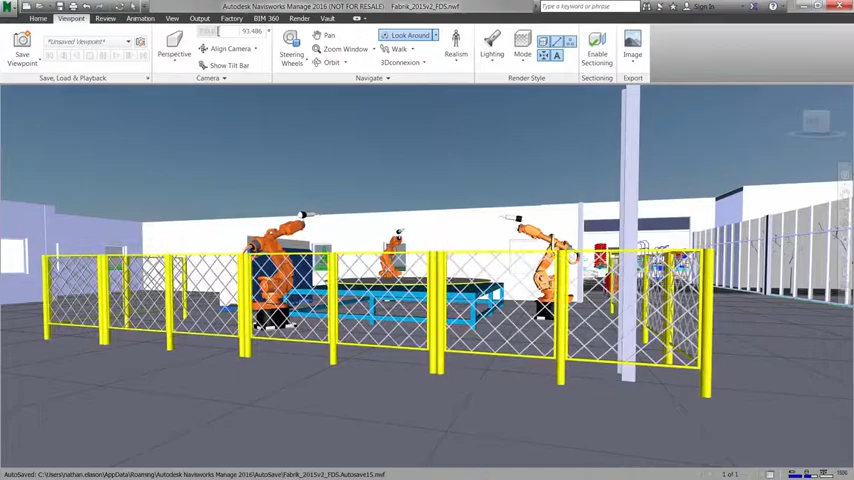 Autodesk Navisworks Manage 2016 (NOT FOR RESALE) Fabrik_2015v2_FDS.nwf
Type a keyword or phrase
Sign In
Home Viewpoint Review Animation View Output Factory BIM 360 Render Vault
Save Viewpoint
*Unsaved Viewpoint*
Save, Load & Playback
Perspective
93.486
Align Camera
Show Tilt Bar
Camera
Steering Wheels
Pan
Zoom Window
Orbit
Look Around
Walk
3Dconnexion
Navigate
Realism
Lighting
Mode
Render Style
Enable Sectioning
Sectioning
Image
Export
AutoSaved: C:\Users\nathan.eliason\AppData\Roaming\Autodesk Navisworks Manage 2016\AutoSave\Fabrik_2015v2_FDS.Autosave15.nwf
1 of 1